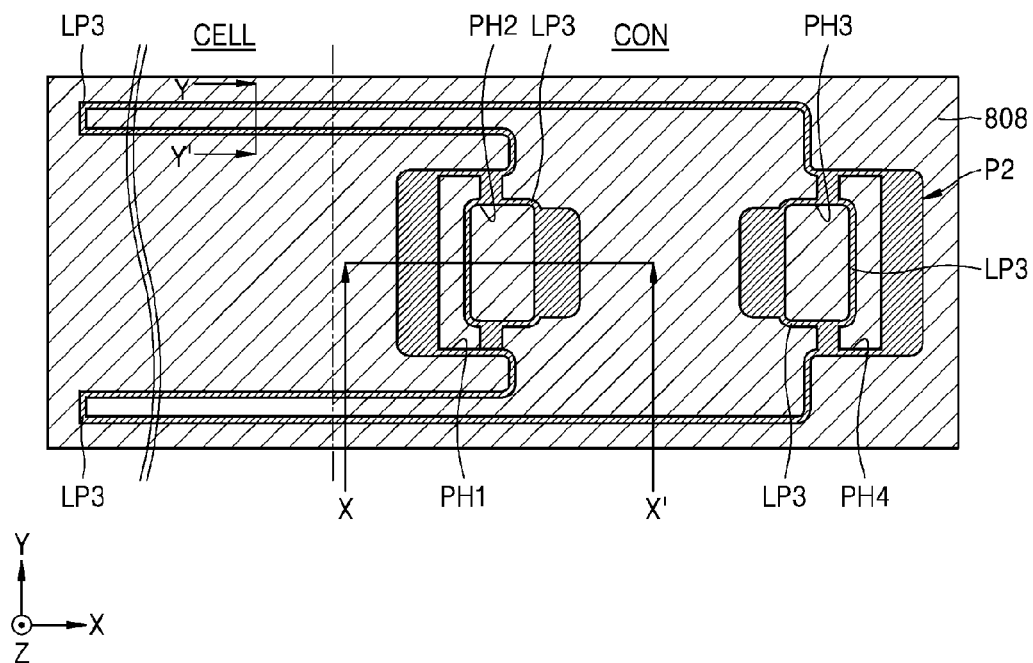 LP3 CELL PH2 LP3 CON PH3
Y
808
Y'
P2
LP3
LP3 X PH1 X' LP3 PH4
Y
X
Z